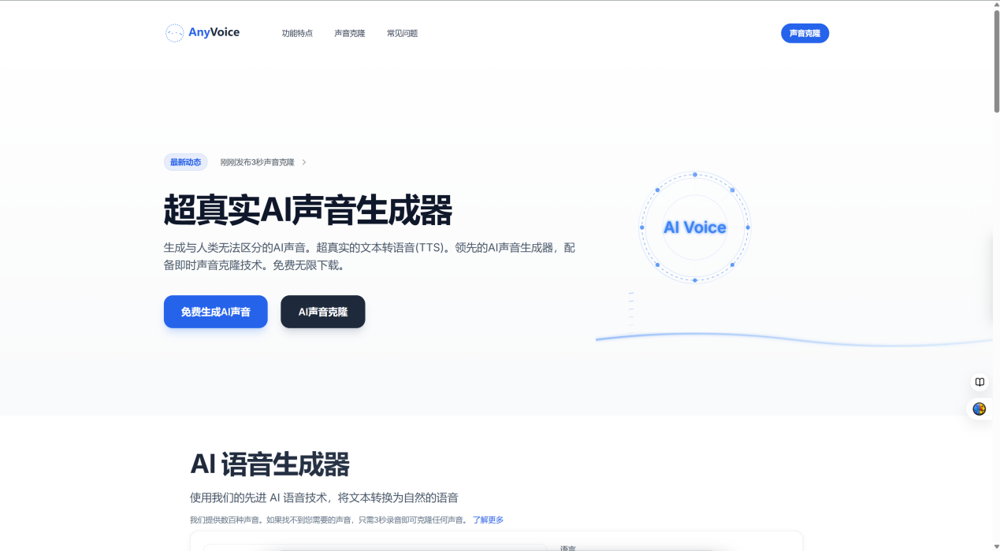 AnyVoice
功能特点
声音克隆
常见问题
声音克隆
最新动态
刚刚发布3秒声音克隆
超真实AI声音生成器
生成与人类无法区分的AI声音。超真实的文本转语音(TTS)。领先的AI声音生成器，配
备即时声音克隆技术。免费无限下载。
免费生成AI声音
AI声音克隆
AI Voice
AI 语音生成器
使用我们的先进 AI 语音技术，将文本转换为自然的语音
我们提供数百种声音。如果找不到您需要的声音，只需3秒录音即可克隆任何声音。 了解更多
语言